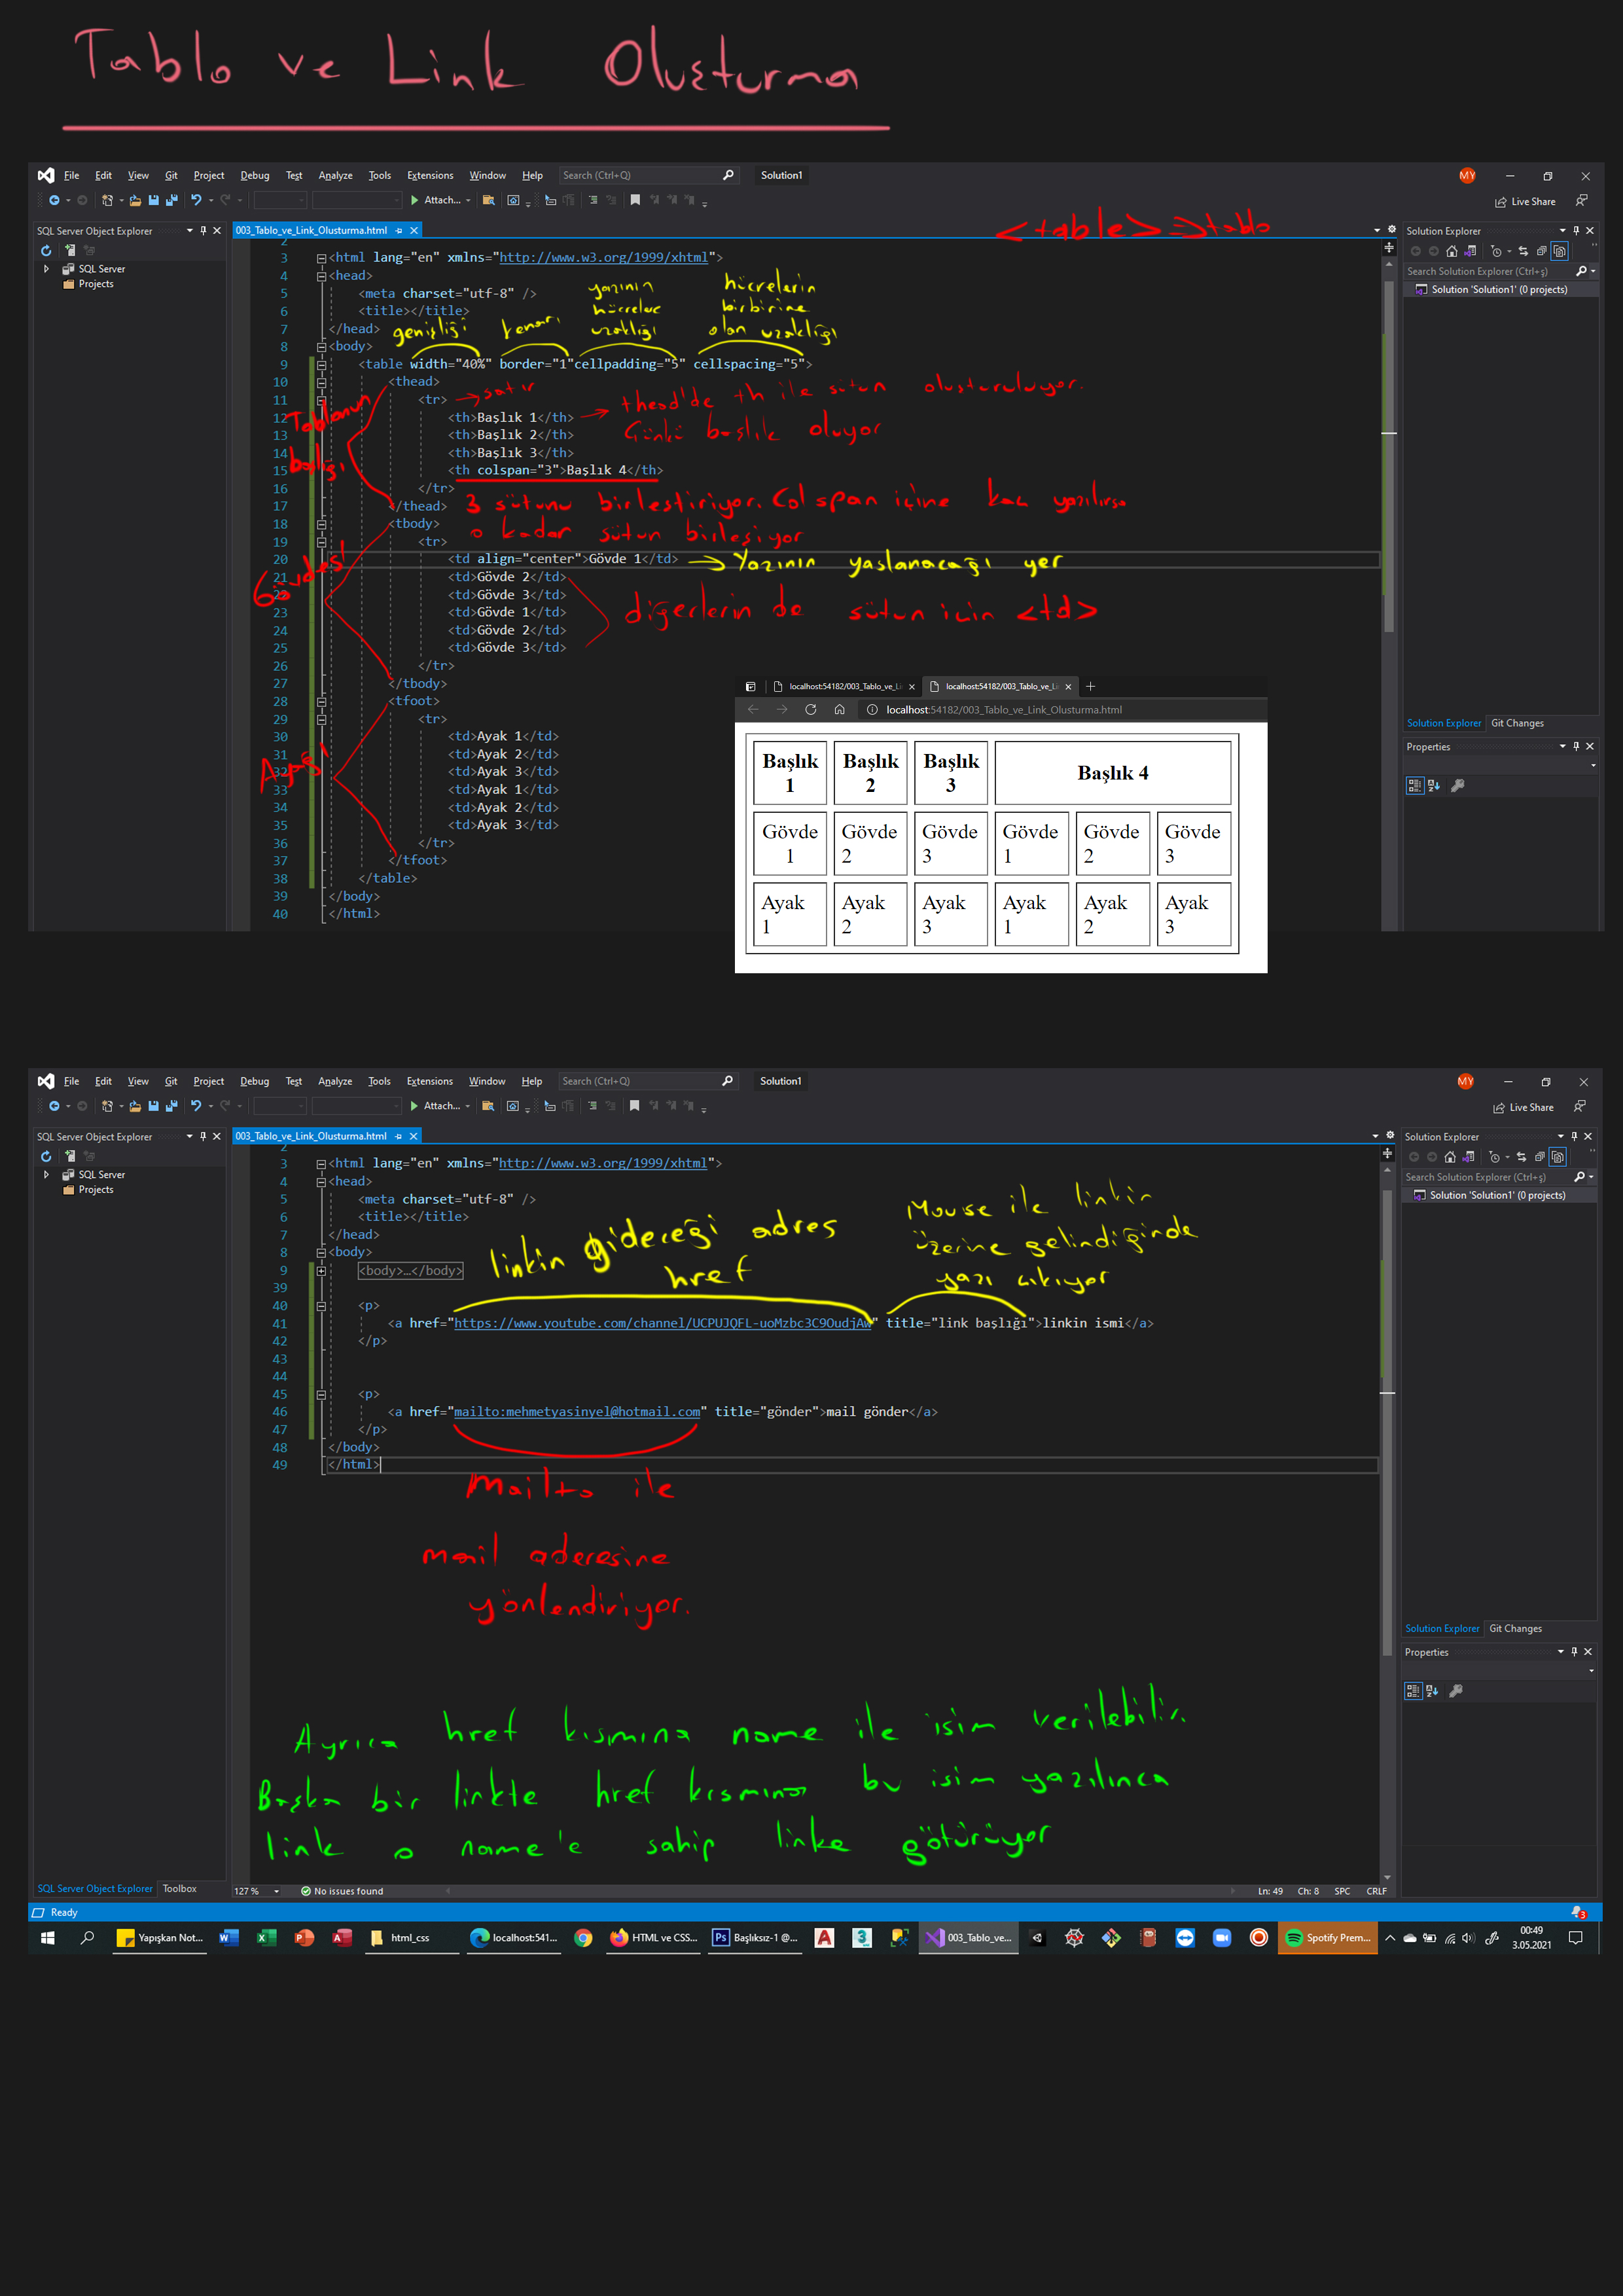 Tablo ve Link Oluşturma
File Edit View Git Project Debug Test Analyze Tools Extensions Window Help Search (Ctrl+Q) Solution1 MY
Attach... Live Share
SQL Server Object Explorer
003_Tablo_ve_Link_Olusturma.html
<table> => tablo
Solution Explorer
SQL Server
Projects
Search Solution Explorer (Ctrl+ş)
Solution 'Solution1' (0 projects)
2
3 <html lang="en" xmlns="http://www.w3.org/1999/xhtml">
4 <head>
5 <meta charset="utf-8" />
6 <title></title>
7 </head>
genişliği
kenarı
yazının hücrelere uzaklığı
hücrelerin birbirine olan uzaklığı
8 <body>
9 <table width="40%" border="1"cellpadding="5" cellspacing="5">
10 <thead>
11 <tr> → satır
12 <th>Başlık 1</th> → thead'de th ile sütun oluşturuluyor.
Çünkü başlık oluyor
13 <th>Başlık 2</th>
14 <th>Başlık 3</th>
15 <th colspan="3">Başlık 4</th>
Tablonun başlığı
16 </tr>
17 </thead>
3 sütunu birleştiriyor. Colspan içine kaç yazılırsa
o kadar sütun birleşiyor
18 <tbody>
19 <tr>
20 <td align="center">Gövde 1</td> → Yazının yaslanacağı yer
21 <td>Gövde 2</td>
22 <td>Gövde 3</td>
23 <td>Gövde 1</td>
24 <td>Gövde 2</td>
25 <td>Gövde 3</td>
Gövdesi
diğerlerin de sütun için <td>
26 </tr>
27 </tbody>
28 <tfoot>
29 <tr>
30 <td>Ayak 1</td>
31 <td>Ayak 2</td>
32 <td>Ayak 3</td>
33 <td>Ayak 1</td>
34 <td>Ayak 2</td>
35 <td>Ayak 3</td>
Ayağı
36 </tr>
37 </tfoot>
38 </table>
39 </body>
40 </html>
localhost:54182/003_Tablo_ve_Li localhost:54182/003_Tablo_ve_Li
localhost:54182/003_Tablo_ve_Link_Olusturma.html
Başlık 1 Başlık 2 Başlık 3 Başlık 4
Gövde 1 Gövde 2 Gövde 3 Gövde 1 Gövde 2 Gövde 3
Ayak 1 Ayak 2 Ayak 3 Ayak 1 Ayak 2 Ayak 3
Solution Explorer Git Changes
Properties
File Edit View Git Project Debug Test Analyze Tools Extensions Window Help Search (Ctrl+Q) Solution1 MY
Attach... Live Share
SQL Server Object Explorer
003_Tablo_ve_Link_Olusturma.html
Solution Explorer
SQL Server
Projects
Search Solution Explorer (Ctrl+ş)
Solution 'Solution1' (0 projects)
2
3 <html lang="en" xmlns="http://www.w3.org/1999/xhtml">
4 <head>
5 <meta charset="utf-8" />
6 <title></title>
7 </head>
8 <body>
9 <body>...</body>
linkin gideceği adres
href
Mouse ile linkin
üzerine gelindiğinde
yazı çıkıyor
39
40 <p>
41 <a href="https://www.youtube.com/channel/UCPUJQFL-uoMzbc3C9OudjAw" title="link başlığı">linkin ismi</a>
42 </p>
43
44
45 <p>
46 <a href="mailto:mehmetyasinyel@hotmail.com" title="gönder">mail gönder</a>
47 </p>
48 </body>
49 </html>
Mailto ile
mail aderesine
yönlendiriyor.
Solution Explorer Git Changes
Properties
Ayrıca href kısmına name ile isim verilebilir.
Başka bir linkte href kısmına bu isim yazılınca
link o name'e sahip linke götürüyor
SQL Server Object Explorer Toolbox
127 % No issues found Ln: 49 Ch: 8 SPC CRLF
Ready 3
Yapışkan Not... html_css localhost:541... HTML ve CSS... Başlıksız-1 @... 003_Tablo_ve... Spotify Prem... 00:49
3.05.2021